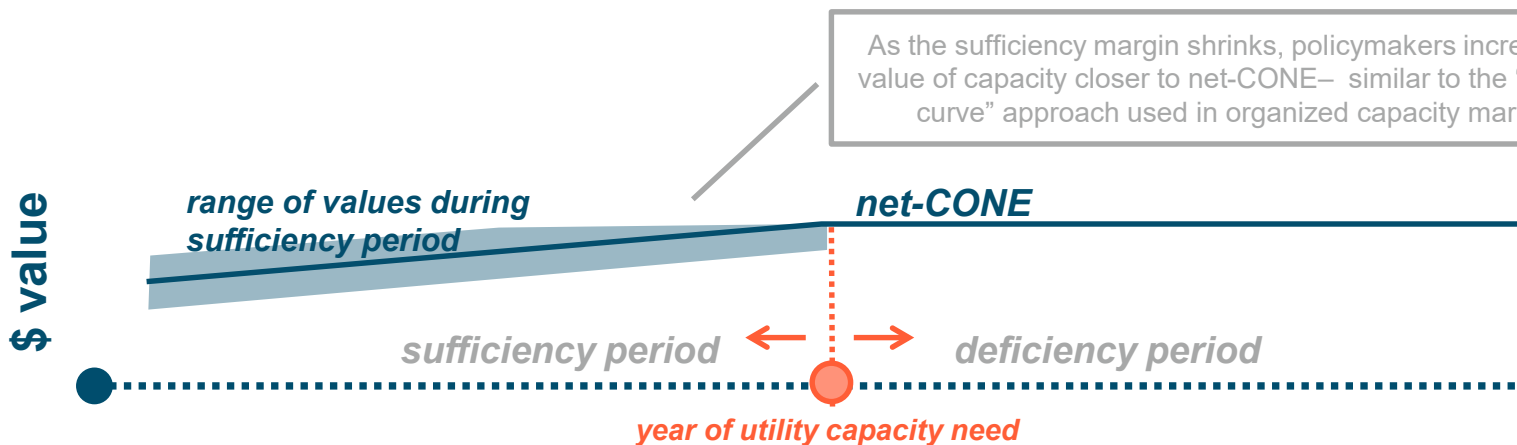 As the sufficiency margin shrinks, policymakers
value of capacity closer to net-CONE– similar to the
curve” approach used in organized capacity
range of values during
sufficiency period
net-CONE
$ value
sufficiency period
deficiency period
year of utility capacity need